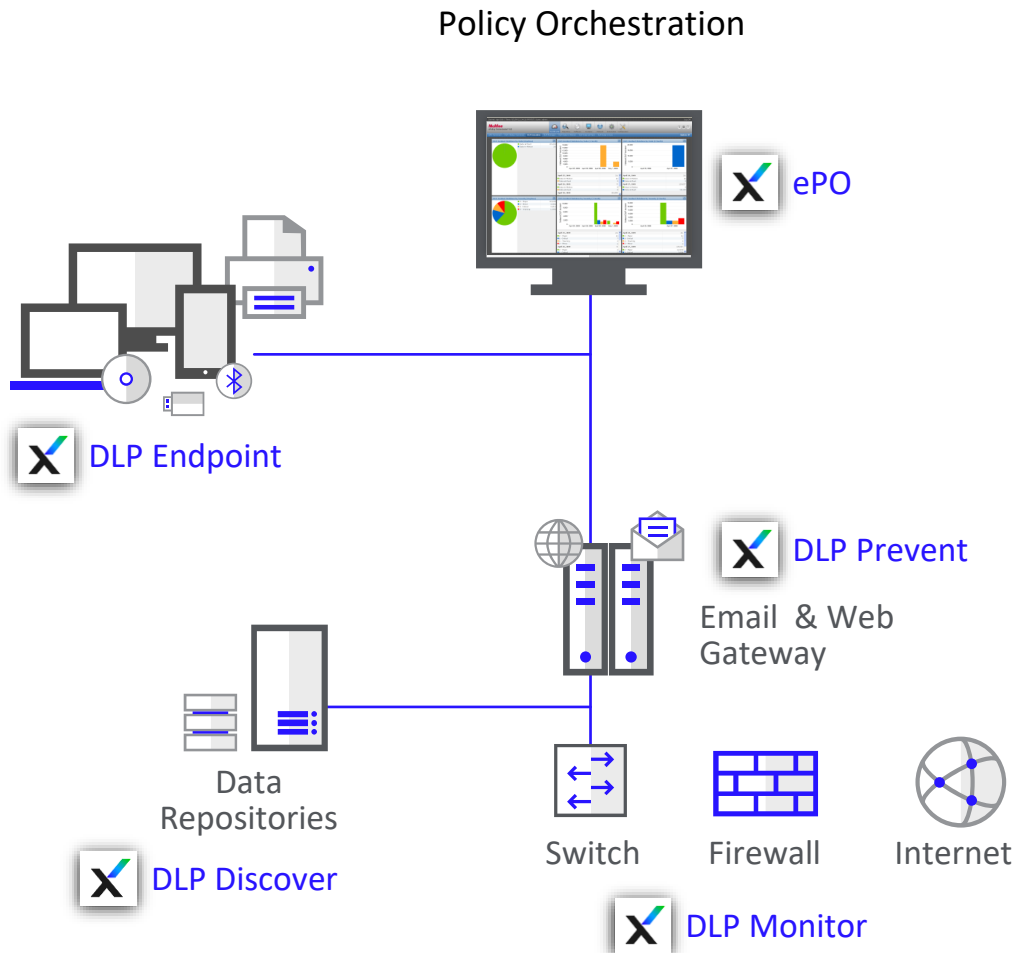 Policy Orchestration
McAfee
ePO
DLP Endpoint
DLP Prevent
Email & Web
Gateway
Data
Repositories
Switch
Firewall
Internet
DLP Discover
DLP Monitor